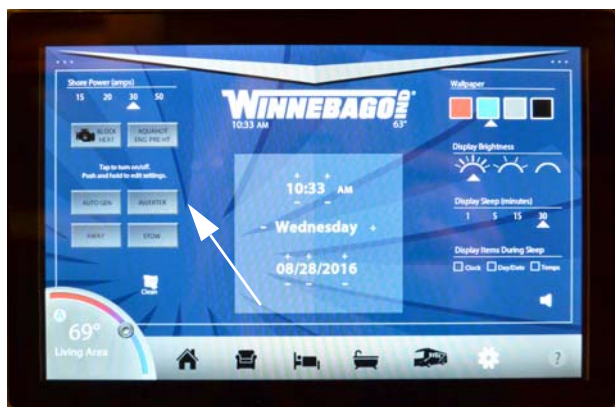 Shore Power (amps)
15 20 30 50
BLOCK HEAT
AQUAHOT ENG PRE HT
Tap to turn on/off.
Push and hold to edit settings.
AUTO GEN
INVERTER
AWAY
STOW
Clean
69°
Living Area
WINNEBAGO IND
10:33 AM 63°
10:33 AM
- Wednesday +
08/28/2016
Wallpaper
Display Brightness
Display Sleep (minutes)
1 5 15 30
Display Items During Sleep
Clock Day/Date Temps
?